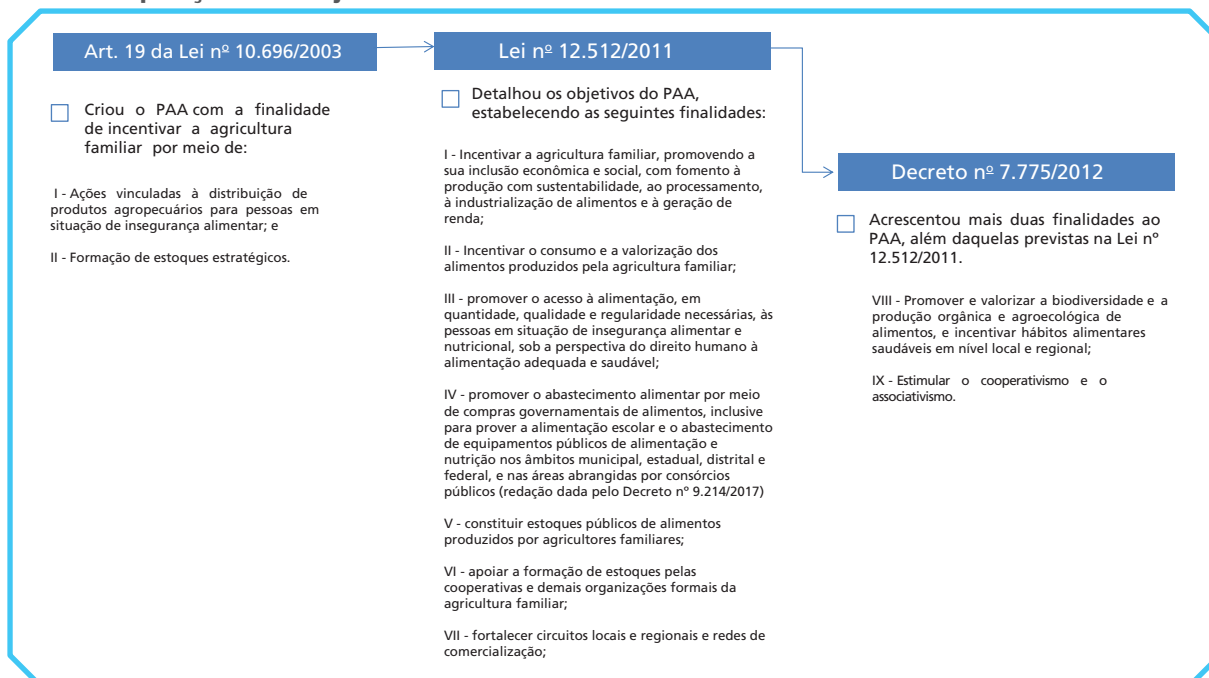 Art. 19 da Lei nº 10.696/2003
Criou o PAA com a finalidade
de incentivar a agricultura
familiar por meio de:
I - Ações vinculadas à distribuição de
produtos agropecuários para pessoas em
situação de insegurança alimentar; e
II - Formação de estoques estratégicos.
Lei nº 12.512/2011
Detalhou os objetivos do PAA,
estabelecendo as seguintes finalidades:
I - Incentivar a agricultura familiar, promovendo a
sua inclusão econômica e social, com fomento à
produção com sustentabilidade, ao processamento,
à industrialização de alimentos e à geração de
renda;
II - Incentivar o consumo e a valorização dos
alimentos produzidos pela agricultura familiar;
III - promover o acesso à alimentação, em
quantidade, qualidade e regularidade necessárias, às
pessoas em situação de insegurança alimentar e
nutricional, sob a perspectiva do direito humano à
alimentação adequada e saudável;
IV - promover o abastecimento alimentar por meio
de compras governamentais de alimentos, inclusive
para prover a alimentação escolar e o abastecimento
de equipamentos públicos de alimentação e
nutrição nos âmbitos municipal, estadual, distrital e
federal, e nas áreas abrangidas por consórcios
públicos (redação dada pelo Decreto nº 9.214/2017)
V - constituir estoques públicos de alimentos
produzidos por agricultores familiares;
VI - apoiar a formação de estoques pelas
cooperativas e demais organizações formais da
agricultura familiar;
VII - fortalecer circuitos locais e regionais e redes de
comercialização;
Decreto nº 7.775/2012
Acrescentou mais duas finalidades ao
PAA, além daquelas previstas na Lei nº
12.512/2011.
VIII - Promover e valorizar a biodiversidade e a
produção orgânica e agroecológica de
alimentos, e incentivar hábitos alimentares
saudáveis em nível local e regional;
IX - Estimular o cooperativismo e o
associativismo.